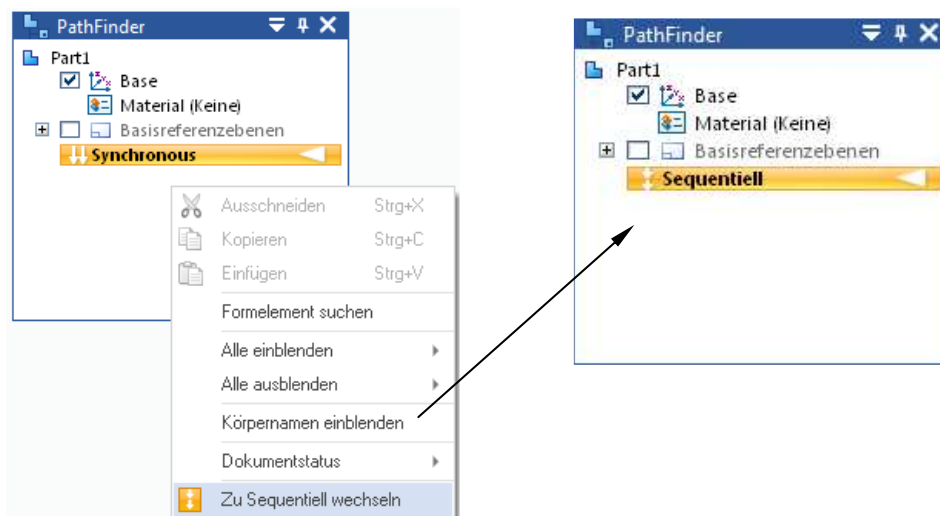 PathFinder
Part1
Base
Material (Keine)
Basisreferenzebenen
Synchronous
Ausschneiden Strg+X
Kopieren Strg+C
Einfügen Strg+V
Formelement suchen
Alle einblenden
Alle ausblenden
Körpernamen einblenden
Dokumentstatus
Zu Sequentiell wechseln
PathFinder
Part1
Base
Material (Keine)
Basisreferenzebenen
Sequentiell